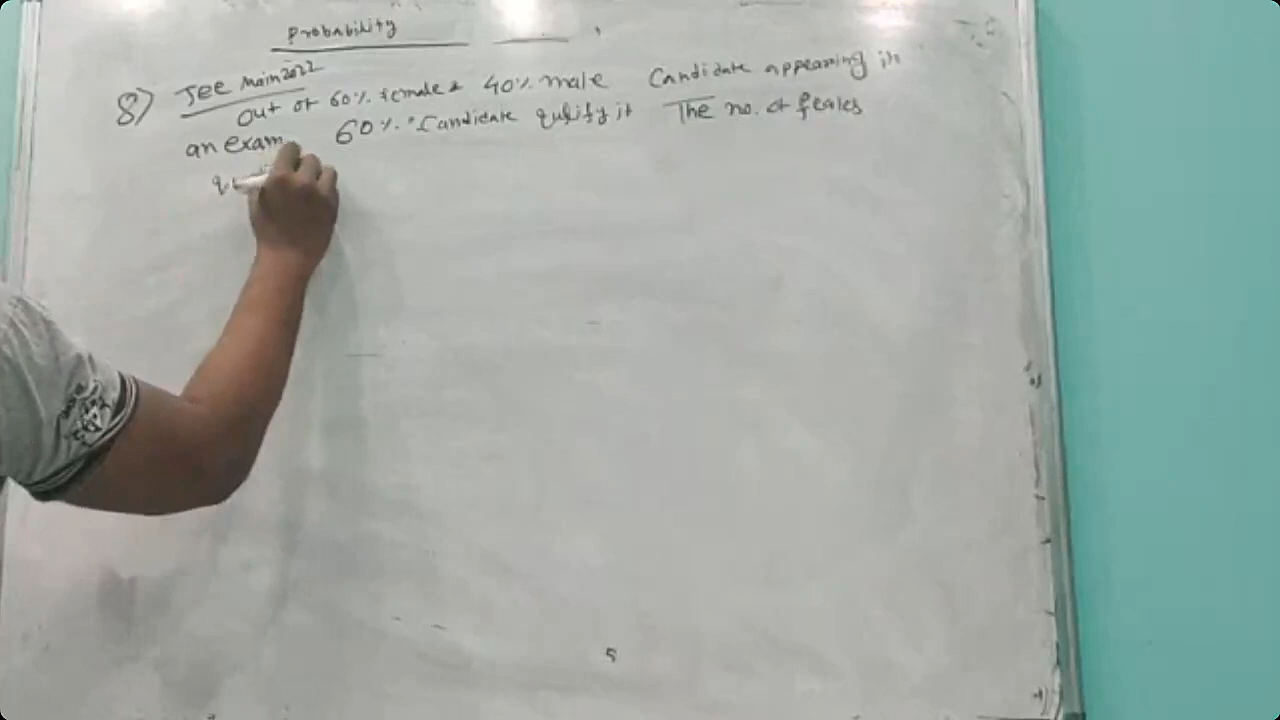 Probability
8) Jee Main 2022
Out of 60% female & 40% male Candidate appearing in
an exam 60% Candidate qulify it The no. of feales